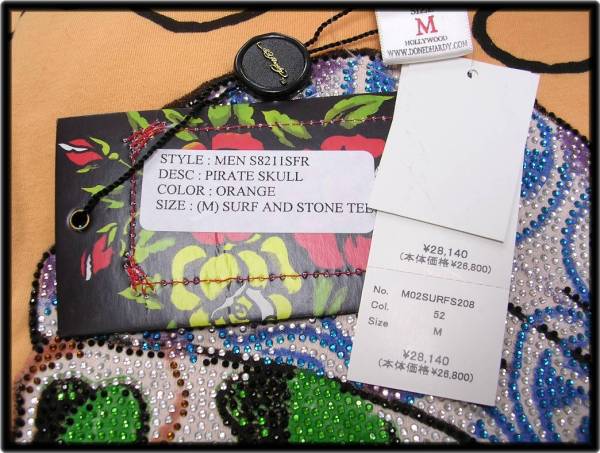 SIZE
M
HOLLYWOOD
WWW.DONEDHARDY.COM
STYLE : MEN S8211SFR
DESC : PIRATE SKULL
COLOR : ORANGE
SIZE : (M) SURF AND STONE TEE
¥28,140
(本体価格 ¥26,800)
No. M02SURFS208
Col. 52
Size M
¥28,140
(本体価格 ¥26,800)